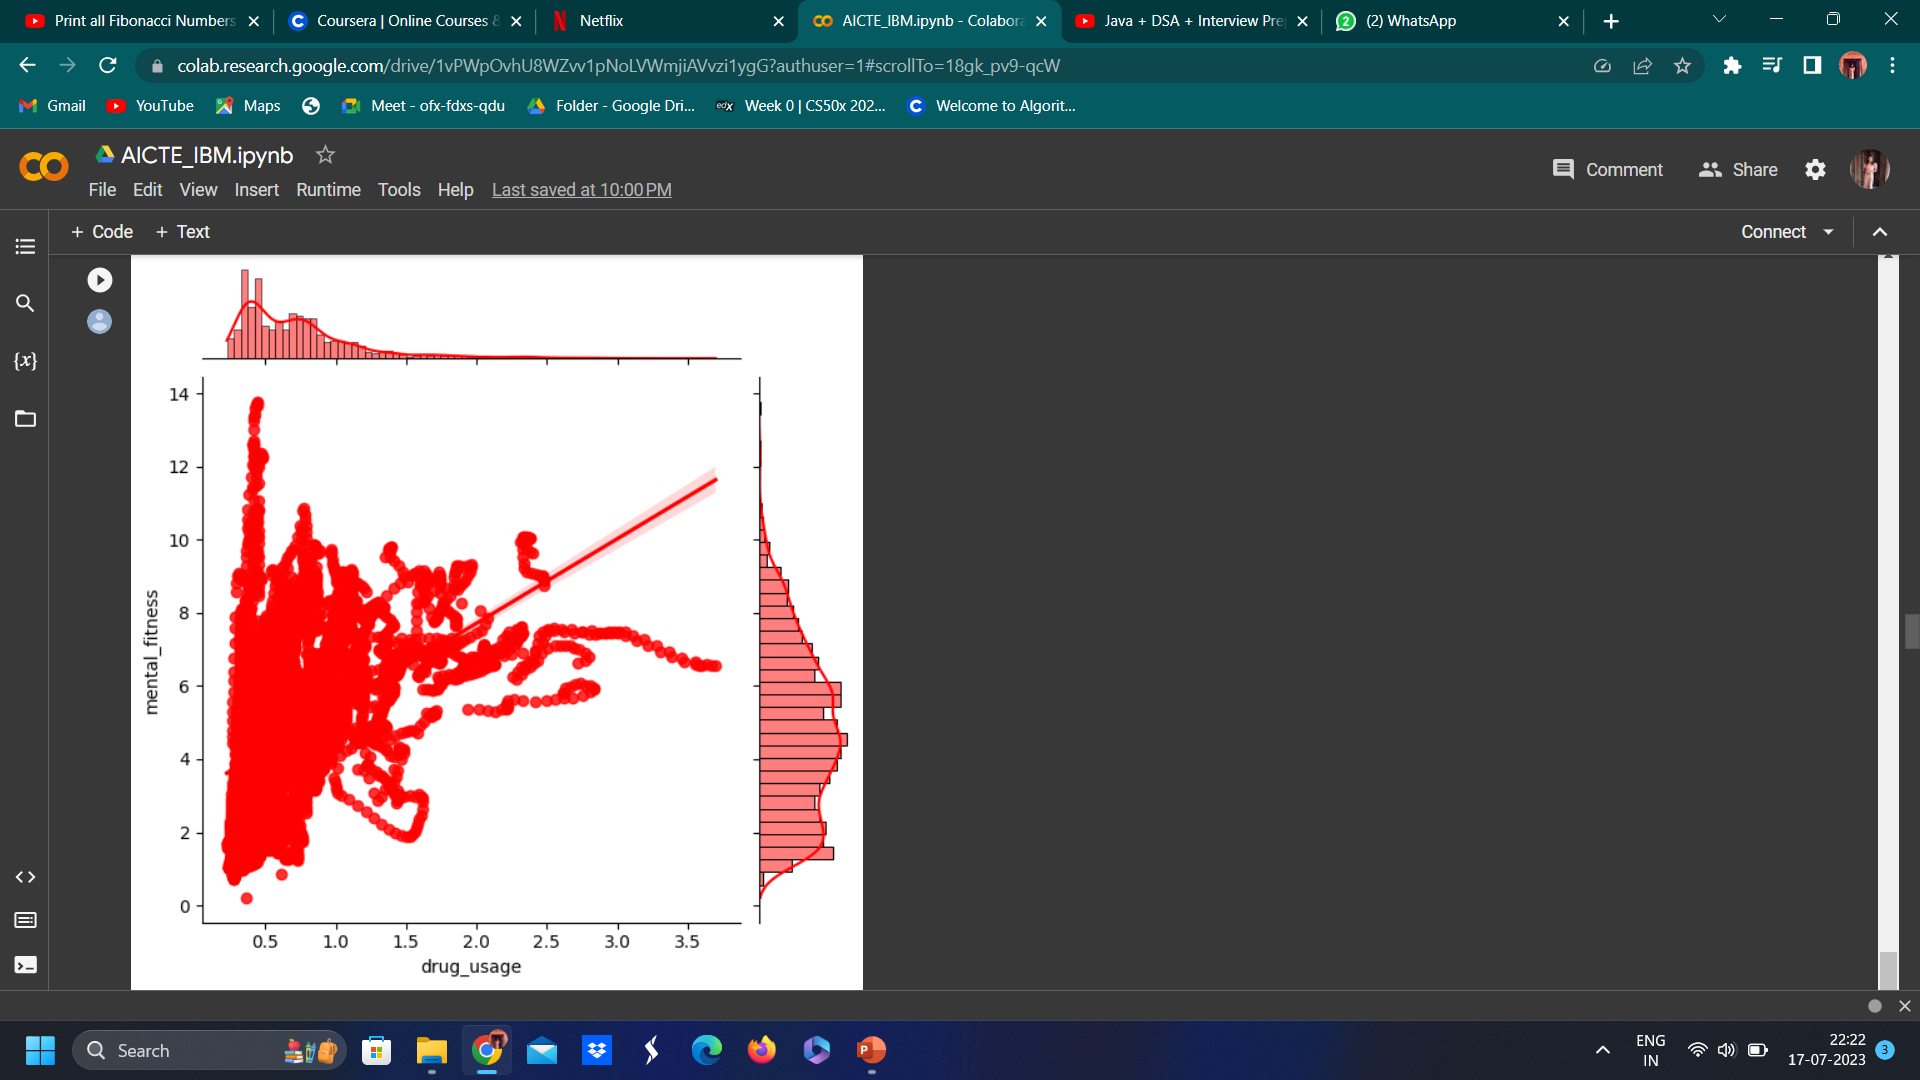 Print all Fibonacci Numbers
Coursera | Online Courses &
Netflix
AICTE_IBM.ipynb - Colabora
Java + DSA + Interview Pre
(2) WhatsApp
colab.research.google.com/drive/1vPWpOvhU8WZvv1pNoLVWmjiAVvzi1ygG?authuser=1#scrollTo=18gk_pv9-qcW
Gmail
YouTube
Maps
Meet - ofx-fdxs-qdu
Folder - Google Dri...
edX
Week 0 | CS50x 202...
Welcome to Algorit...
AICTE_IBM.ipynb
File Edit View Insert Runtime Tools Help Last saved at 10:00 PM
Comment
Share
+ Code + Text
Connect
{x}
14
12
10
8
6
4
2
0
mental_fitness
0.5 1.0 1.5 2.0 2.5 3.0 3.5
drug_usage
Search
ENG
IN
22:22
17-07-2023
3